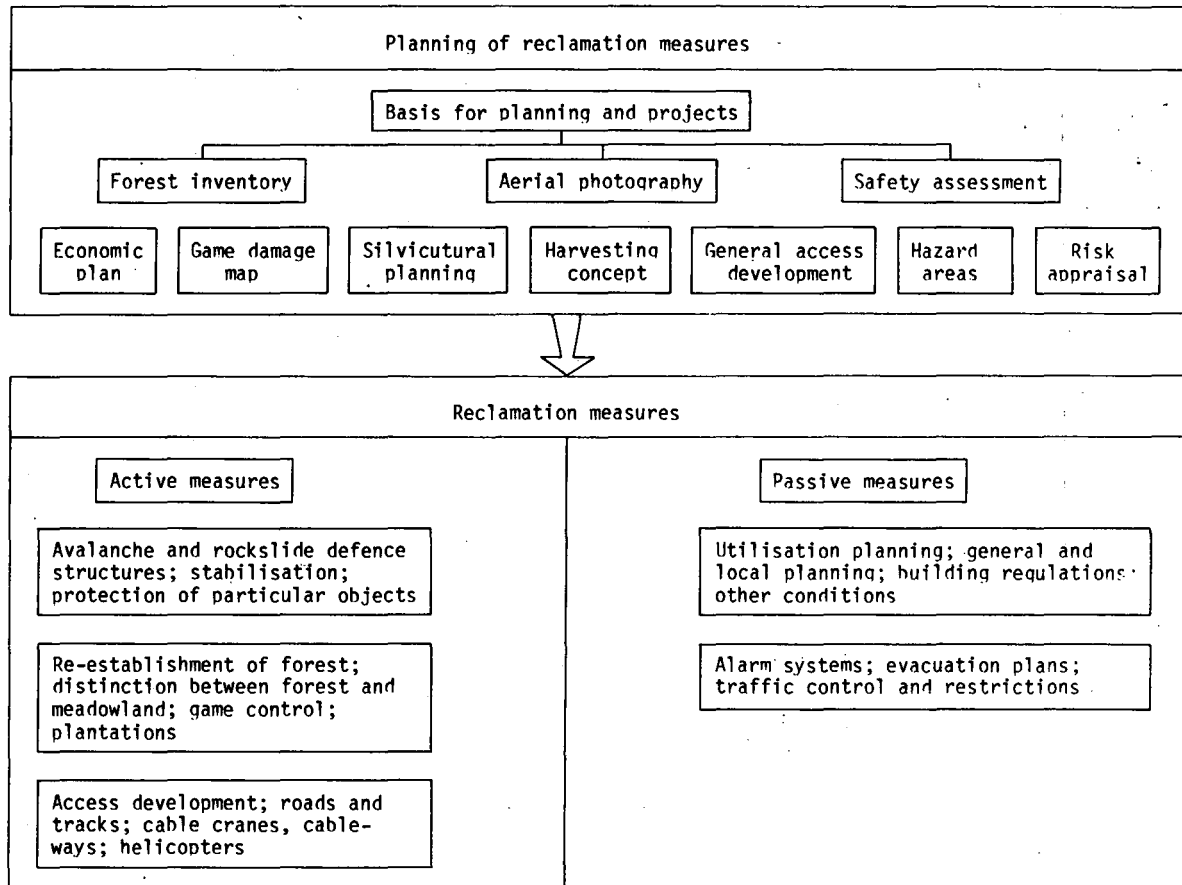 Planning of reclamation measures
Basis for planning and projects
Forest inventory
Aerial photography
Safety assessment
Economic
plan
Game damage
map
Silvicutural
planning
Harvesting
concept
General access
development
Hazard
areas
Risk
appraisal
Reclamation measures
Active measures
Avalanche and rockslide defence
structures; stabilisation;
protection of particular objects
Re-establishment of forest;
distinction between forest and
meadowland; game control;
plantations
Access development; roads and
tracks; cable cranes, cable-
ways; helicopters
Passive measures
Utilisation planning; general and
local planning; building regulations
other conditions
Alarm systems; evacuation plans;
traffic control and restrictions